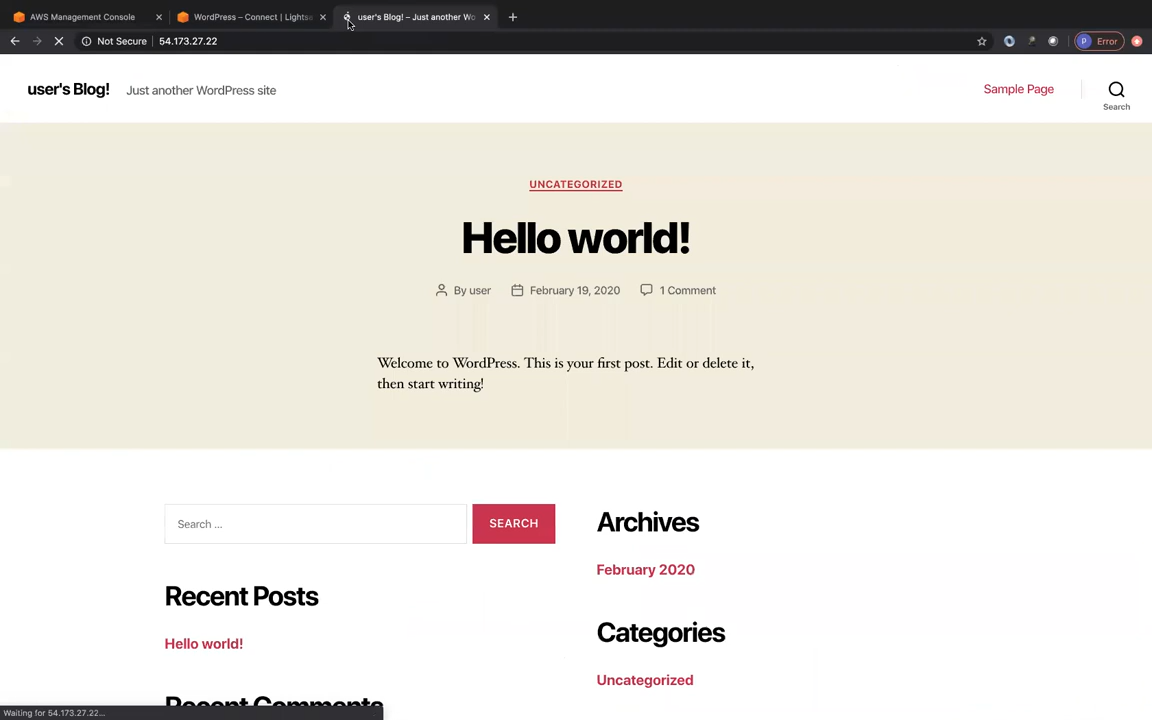 AWS Management Console
WordPress – Connect | Lightsa
user's Blog! – Just another Wo
Not Secure
54.173.27.22
P
Error
user's Blog!
Just another WordPress site
Sample Page
Search
UNCATEGORIZED
Hello world!
By user
February 19, 2020
1 Comment
Welcome to WordPress. This is your first post. Edit or delete it,
then start writing!
Search …
SEARCH
Archives
February 2020
Recent Posts
Categories
Hello world!
Uncategorized
Recent Comments
Waiting for 54.173.27.22...